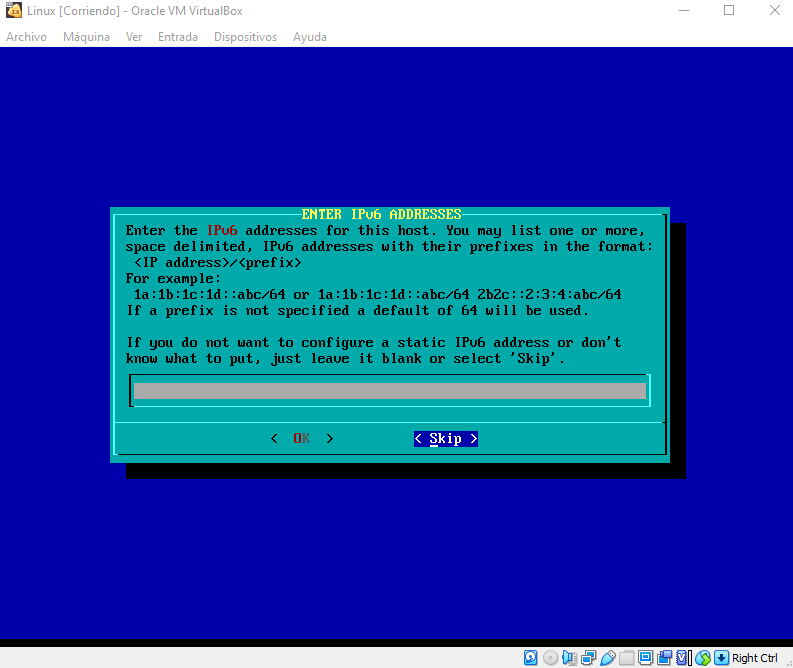 Linux [Corriendo] - Oracle VM VirtualBox
Archivo Máquina Ver Entrada Dispositivos Ayuda
ENTER IPv6 ADDRESSES
Enter the IPv6 addresses for this host. You may list one or more,
space delimited, IPv6 addresses with their prefixes in the format:
<IP address>/<prefix>
For example:
1a:1b:1c:1d::abc/64 or 1a:1b:1c:1d::abc/64 2b2c::2:3:4:abc/64
If a prefix is not specified a default of 64 will be used.
If you do not want to configure a static IPv6 address or don't
know what to put, just leave it blank or select 'Skip'.
< OK > < Skip >
Right Ctrl